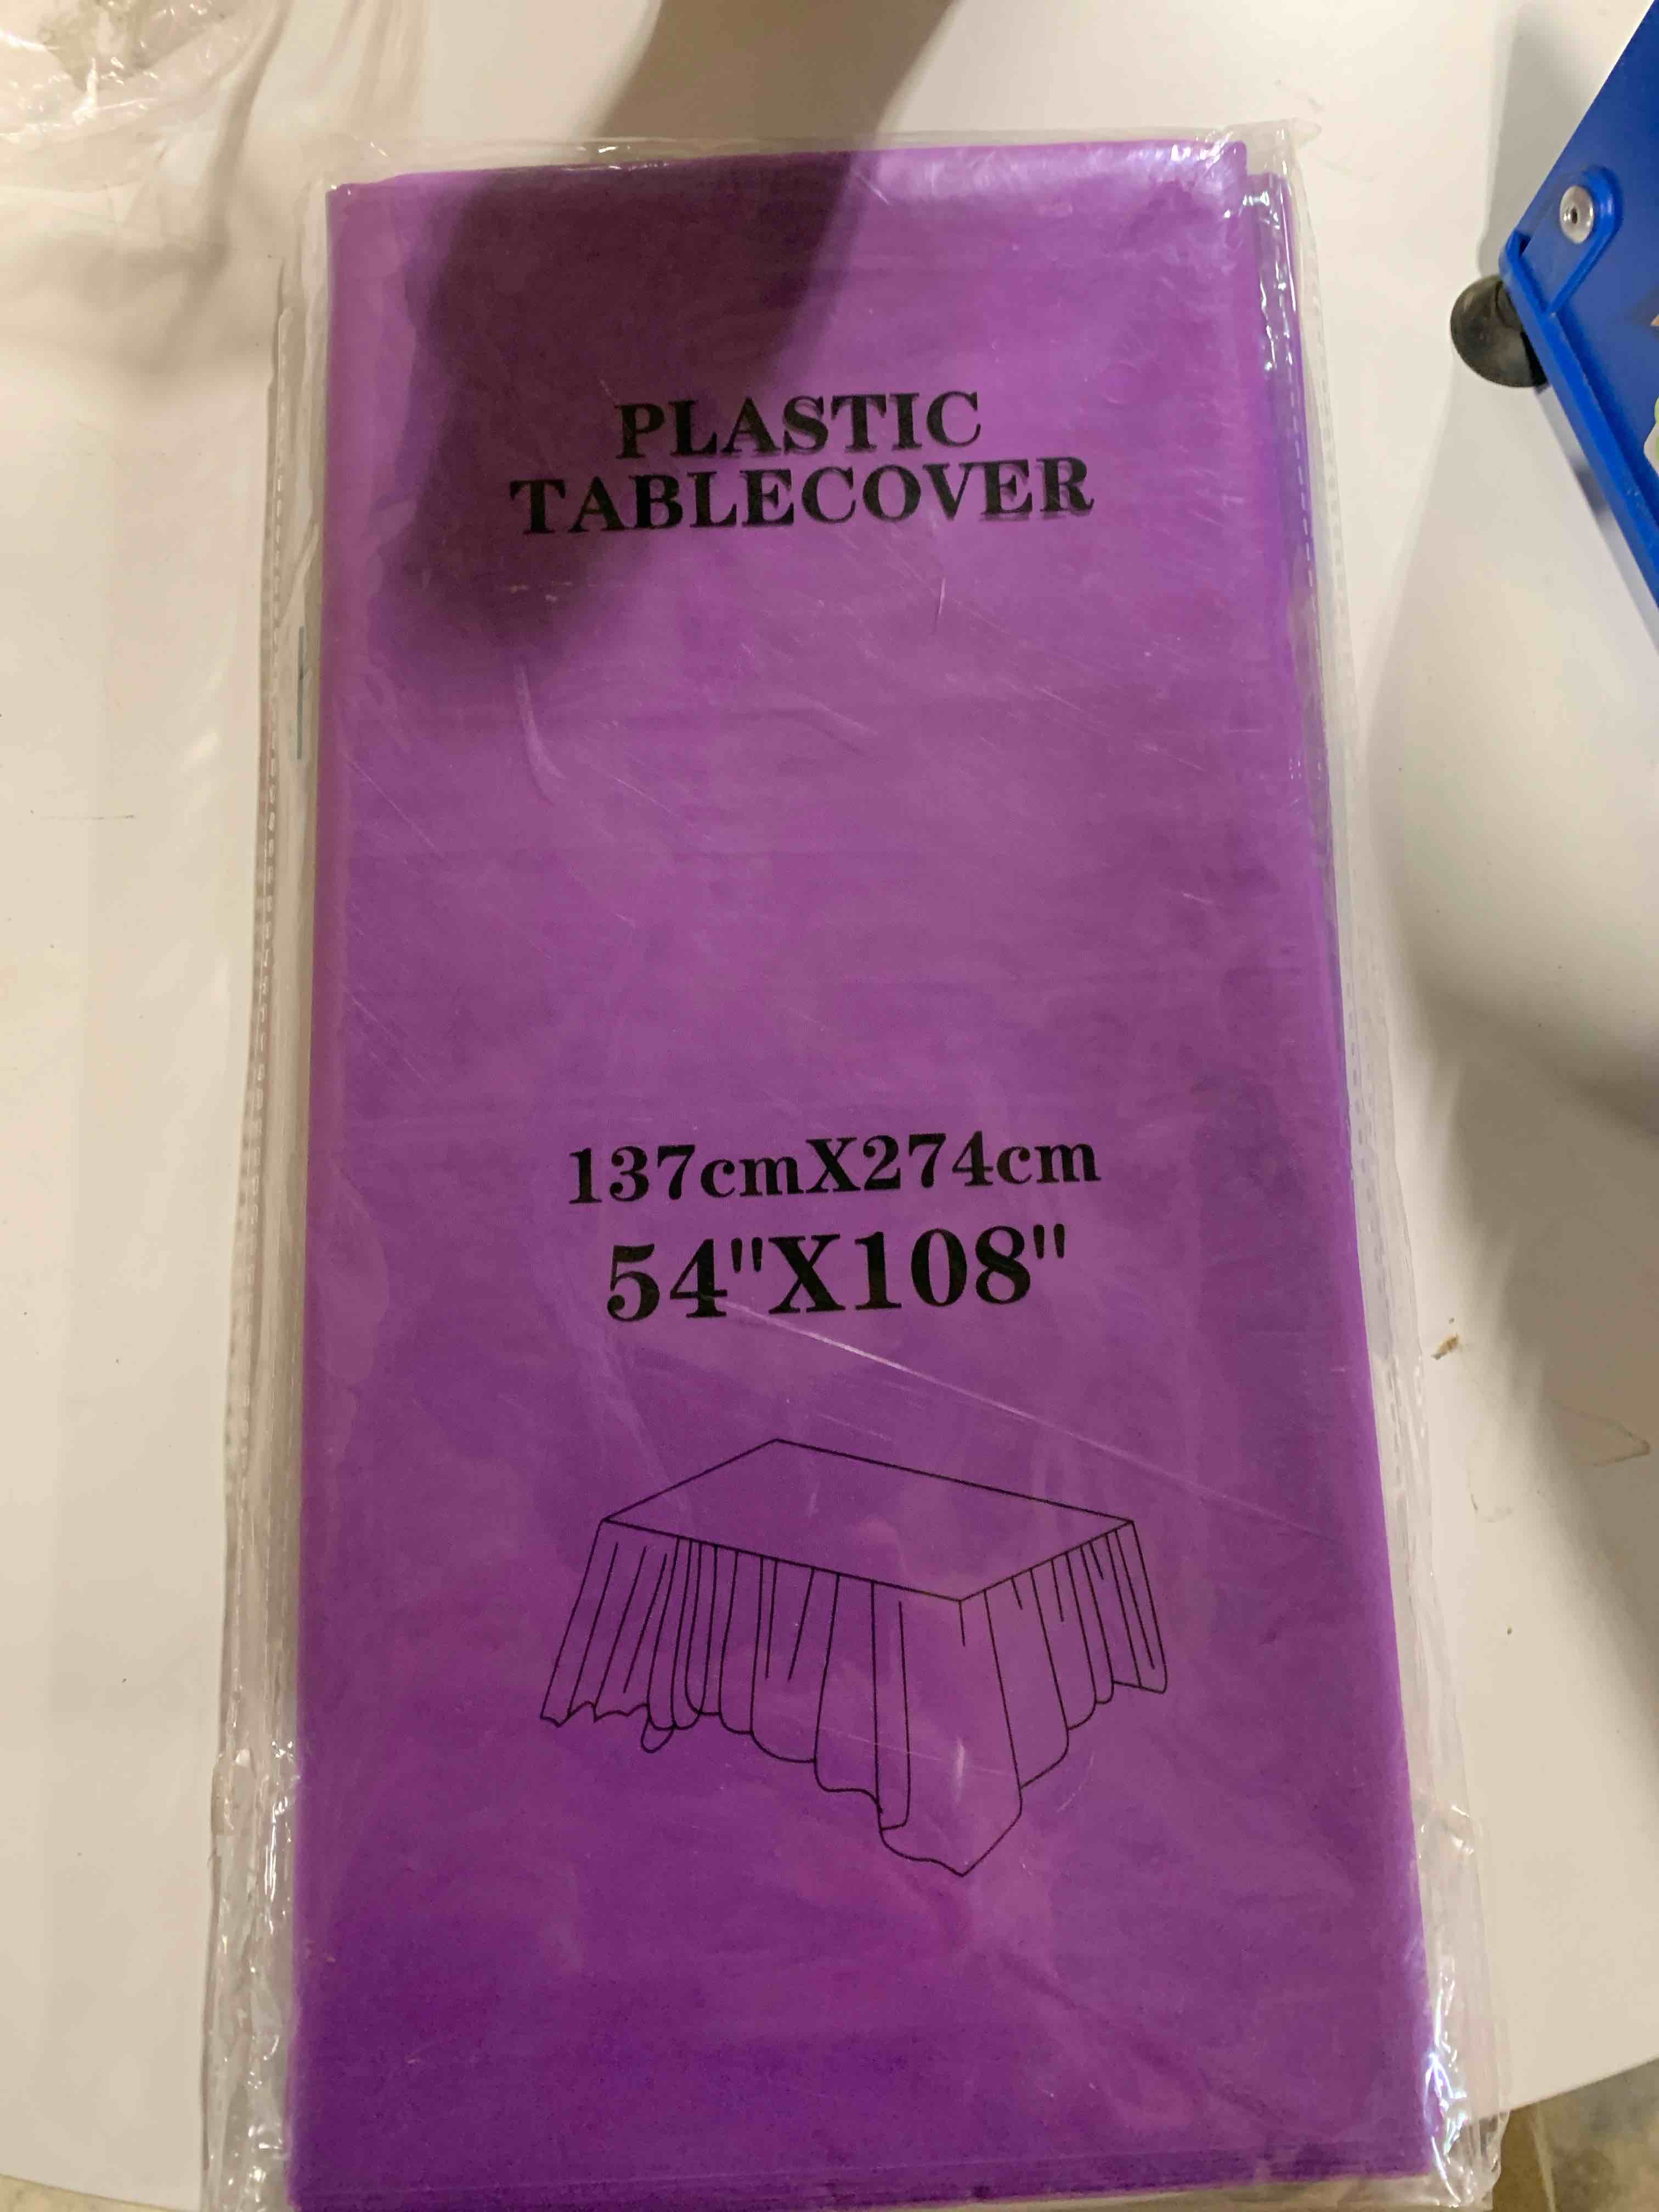 PLASTIC
TABLECOVER
137cmX274cm
54"X108"